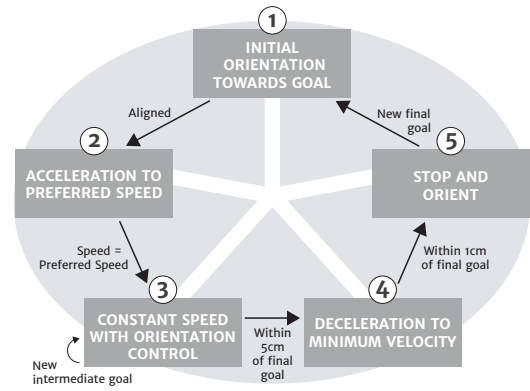 1
INITIAL
ORIENTATION
TOWARDS GOAL
Aligned
2
ACCELERATION TO
PREFERRED SPEED
Speed =
Preferred Speed
3
CONSTANT SPEED
WITH ORIENTATION
CONTROL
New
intermediate goal
Within
5cm
of final
goal
4
DECELERATION TO
MINIMUM VELOCITY
Within 1cm
of final goal
5
STOP AND
ORIENT
New final
goal